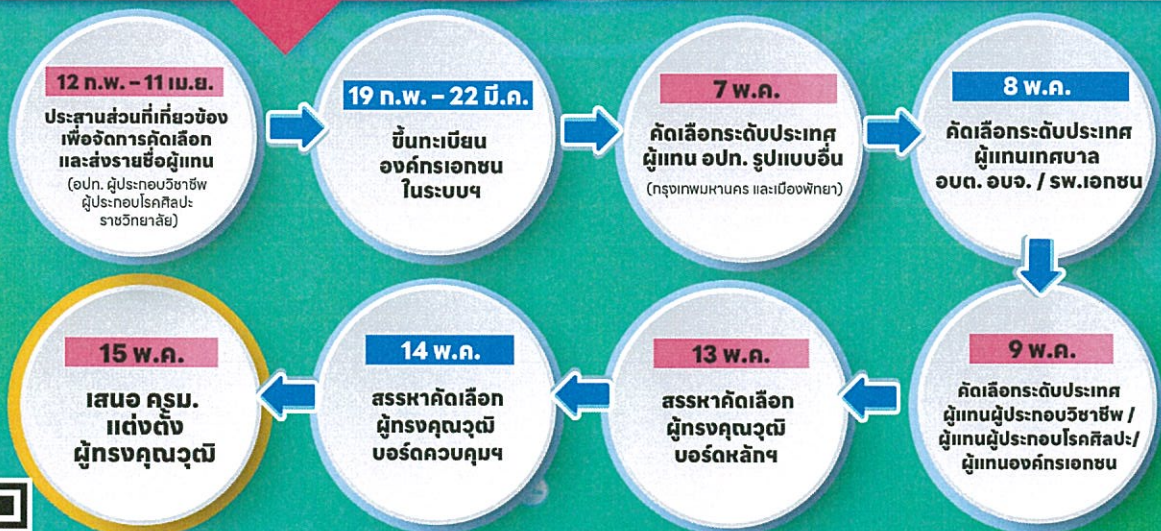 12 ก.พ. – 11 เม.ย.
ประสานส่วนที่เกี่ยวข้อง
เพื่อจัดการคัดเลือก
และส่งรายชื่อผู้แทน
(อปท. ผู้ประกอบวิชาชีพ
ผู้ประกอบโรคศิลปะ
ราชวิทยาลัย)
19 ก.พ. – 22 มี.ค.
ขึ้นทะเบียน
องค์กรเอกชน
ในระบบฯ
7 พ.ค.
คัดเลือกระดับประเทศ
ผู้แทน อปท. รูปแบบอื่น
(กรุงเทพมหานคร และเมืองพัทยา)
8 พ.ค.
คัดเลือกระดับประเทศ
ผู้แทนเทศบาล
อบต. อบจ. / รพ.เอกชน
9 พ.ค.
คัดเลือกระดับประเทศ
ผู้แทนผู้ประกอบวิชาชีพ /
ผู้แทนผู้ประกอบโรคศิลปะ/
ผู้แทนองค์กรเอกชน
13 พ.ค.
สรรหาคัดเลือก
ผู้ทรงคุณวุฒิ
บอร์ดหลักฯ
14 พ.ค.
สรรหาคัดเลือก
ผู้ทรงคุณวุฒิ
บอร์ดควบคุมฯ
15 พ.ค.
เสนอ ครม.
แต่งตั้ง
ผู้ทรงคุณวุฒิ